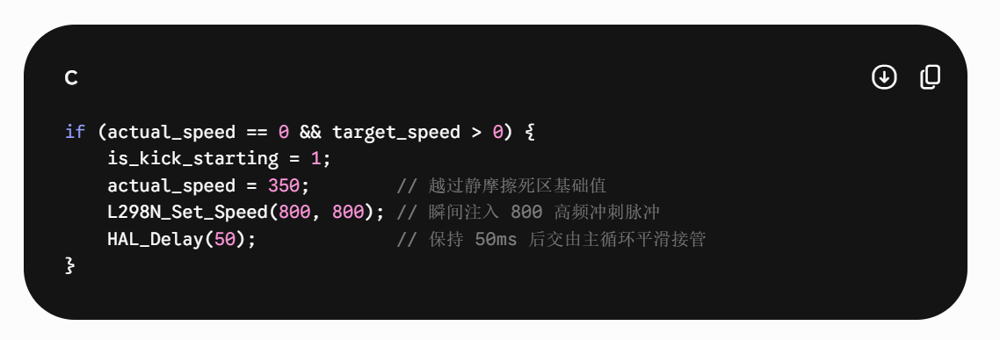 C
if (actual_speed == 0 && target_speed > 0) {
    is_kick_starting = 1;
    actual_speed = 350;        // 越过静摩擦死区基础值
    L298N_Set_Speed(800, 800); // 瞬间注入 800 高频冲刺脉冲
    HAL_Delay(50);             // 保持 50ms 后交由主循环平滑接管
}